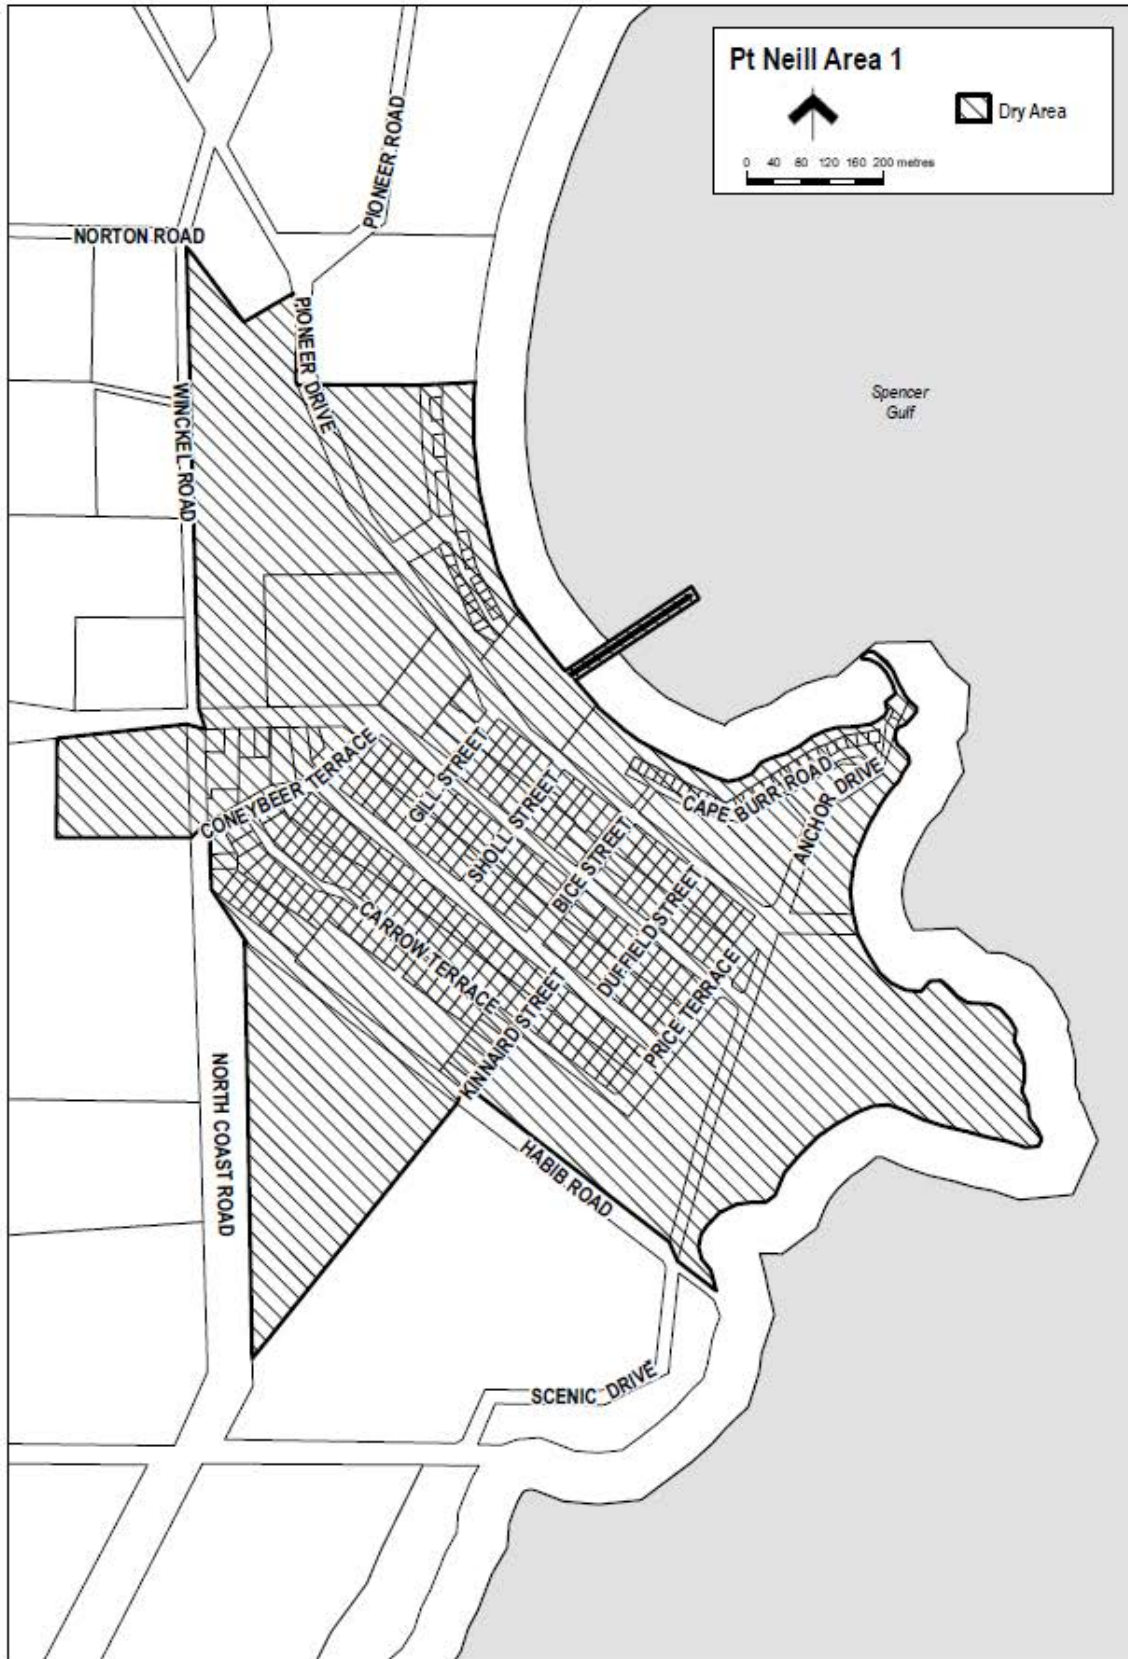 Pt Neill Area 1
Dry Area
0 40 80 120 160 200 metres
PIONEER ROAD
NORTON ROAD
PIONEER DRIVE
WINCKEL ROAD
Spencer
Gulf
CONEYBEER TERRACE
GILL STREET
SHOLL STREET
CAPE BURR ROAD
ANCHOR DRIVE
BICE STREET
DUFFIELD STREET
CARROW TERRACE
PRICE TERRACE
KINNAIRD STREET
NORTH COAST ROAD
HABIB ROAD
SCENIC DRIVE